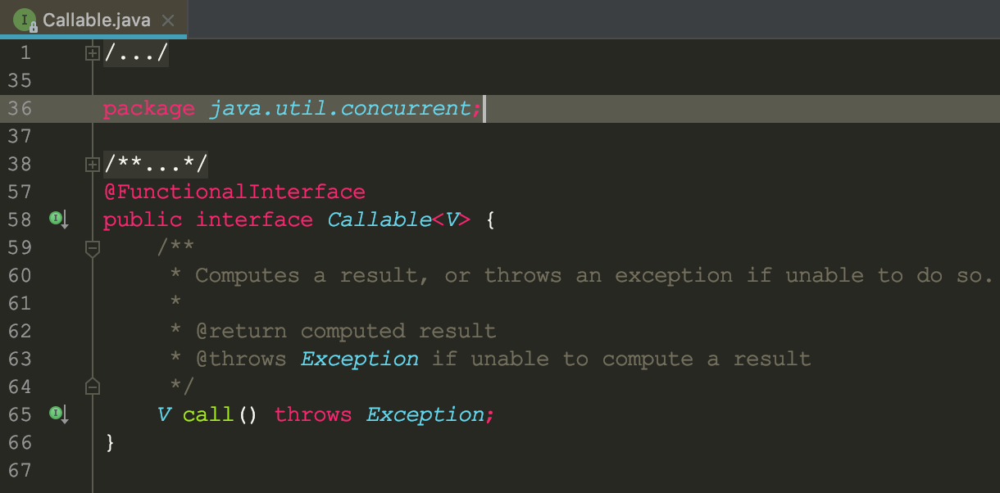 Callable.java
1 /.../
35
36 package java.util.concurrent;
37
38 /**...*/
57 @FunctionalInterface
58 public interface Callable<V> {
59 /**
60 * Computes a result, or throws an exception if unable to do so.
61 *
62 * @return computed result
63 * @throws Exception if unable to compute a result
64 */
65 V call() throws Exception;
66 }
67